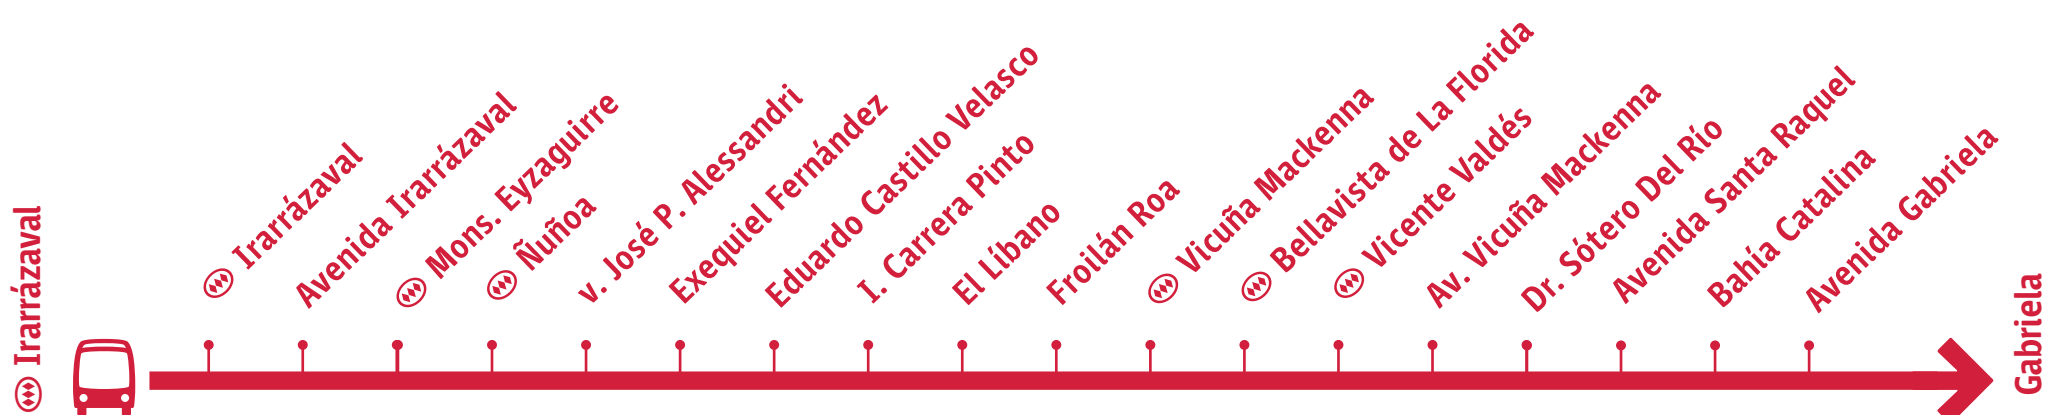 Irarrázaval
Irarrázaval
Avenida Irarrázaval
Mons. Eyzaguirre
Ñuñoa
v. José P. Alessandri
Exequiel Fernández
Eduardo Castillo Velasco
I. Carrera Pinto
El Líbano
Froilán Roa
Vicuña Mackenna
Bellavista de La Florida
Vicente Valdés
Av. Vicuña Mackenna
Dr. Sótero Del Río
Avenida Santa Raquel
Bahía Catalina
Avenida Gabriela
Gabriela